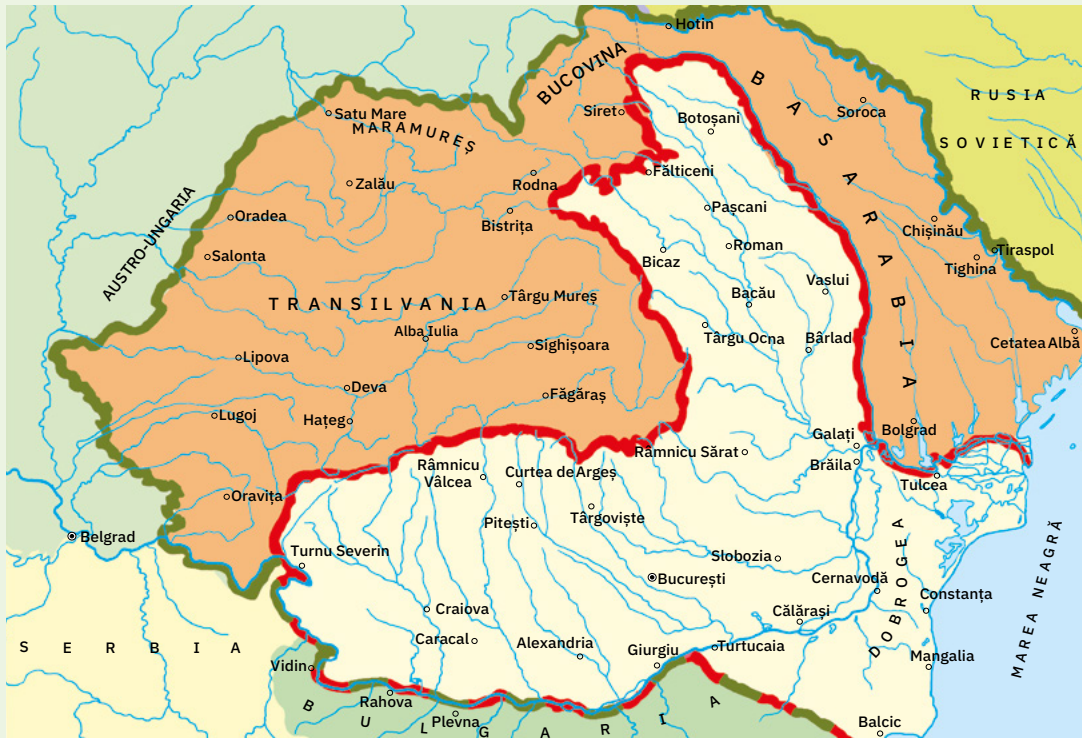 Hotin
BUCOVINA
BASARABIA
RUSIA
SOVIETICĂ
Satu Mare
MARAMUREȘ
Siret
Botoșani
Soroca
Zalău
Rodna
Fălticeni
AUSTRO-UNGARIA
Oradea
Bistrița
Pașcani
Chișinău
Salonta
Bicaz
Roman
Tighina
Tiraspol
TRANSILVANIA
Târgu Mureș
Bacău
Vaslui
Alba Iulia
Sighișoara
Târgu Ocna
Bârlad
Cetatea Albă
Lipova
Deva
Făgăraș
Lugoj
Hațeg
Bolgrad
Galați
Râmnicu Sărat
Brăila
Râmnicu
Vâlcea
Curtea de Argeș
Tulcea
Oravița
Pitești
Târgoviște
Belgrad
Turnu Severin
Slobozia
București
Cernavodă
DOBROGEA
Constanța
MAREA NEAGRĂ
Craiova
Călărași
SERBIA
Caracal
Alexandria
Giurgiu
Turtucaia
Mangalia
Vidin
Rahova
Plevna
BULGARIA
Balcic